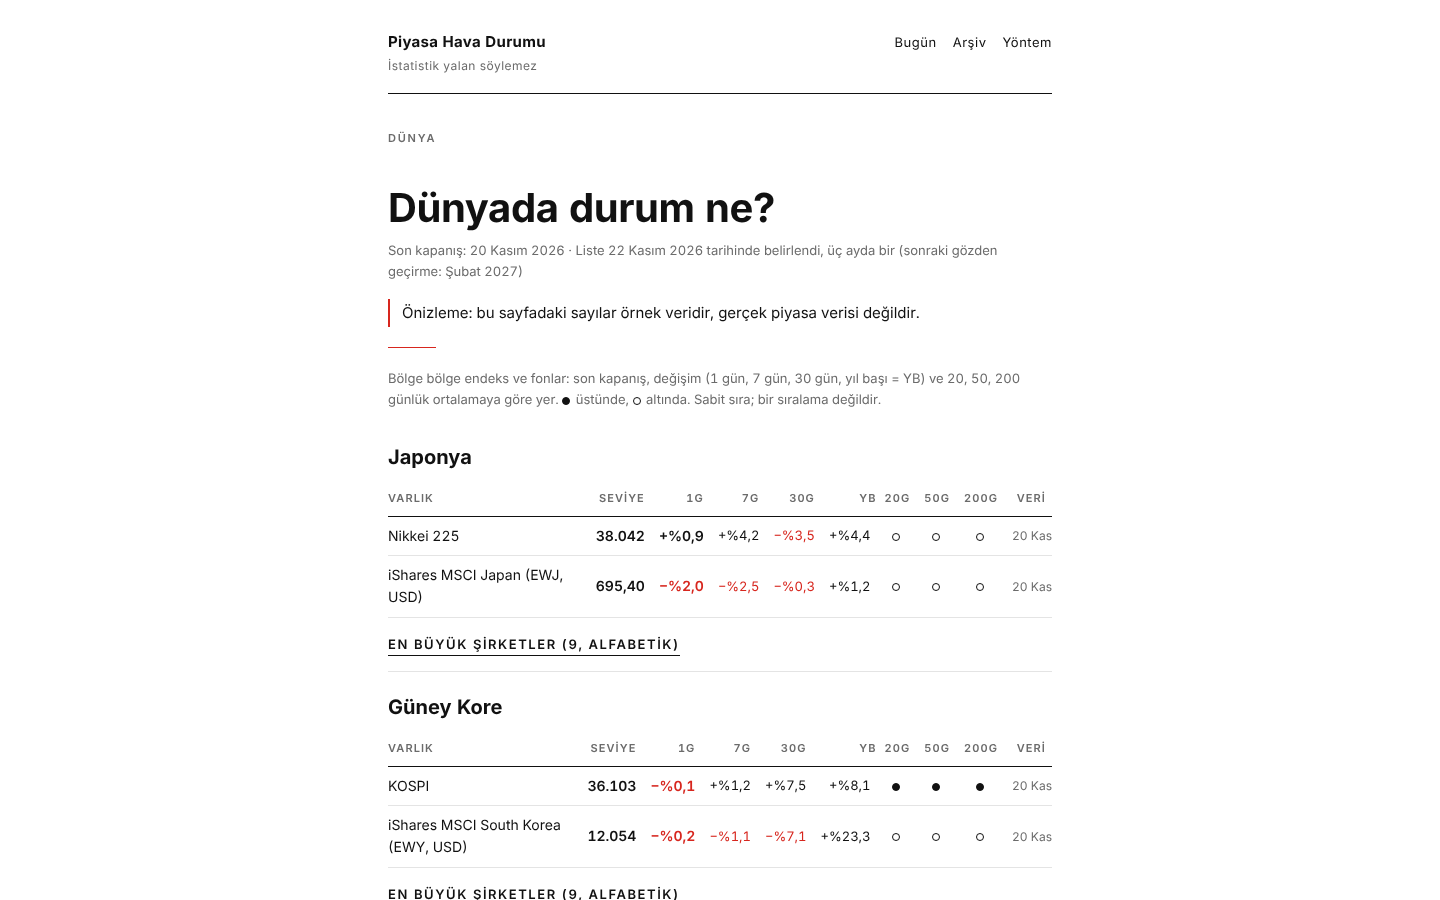 Piyasa Hava Durumu
Bugün Arşiv Yöntem
İstatistik yalan söylemez
DÜNYA
Dünyada durum ne?
Son kapanış: 20 Kasım 2026 · Liste 22 Kasım 2026 tarihinde belirlendi, üç ayda bir (sonraki gözden
geçirme: Şubat 2027)
Önizleme: bu sayfadaki sayılar örnek veridir, gerçek piyasa verisi değildir.
Bölge bölge endeks ve fonlar: son kapanış, değişim (1 gün, 7 gün, 30 gün, yıl başı = YB) ve 20, 50, 200
günlük ortalamaya göre yer. ● üstünde, ○ altında. Sabit sıra; bir sıralama değildir.
Japonya
VARLIK SEVİYE 1G 7G 30G YB 20G 50G 200G VERİ
Nikkei 225 38.042 +%0,9 +%4,2 −%3,5 +%4,4 ○ ○ ○ 20 Kas
iShares MSCI Japan (EWJ,
USD) 695,40 −%2,0 −%2,5 −%0,3 +%1,2 ○ ○ ○ 20 Kas
EN BÜYÜK ŞİRKETLER (9, ALFABETİK)
Güney Kore
VARLIK SEVİYE 1G 7G 30G YB 20G 50G 200G VERİ
KOSPI 36.103 −%0,1 +%1,2 +%7,5 +%8,1 ● ● ● 20 Kas
iShares MSCI South Korea
(EWY, USD) 12.054 −%0,2 −%1,1 −%7,1 +%23,3 ○ ○ ○ 20 Kas
EN BÜYÜK ŞİRKETLER (9, ALFABETİK)